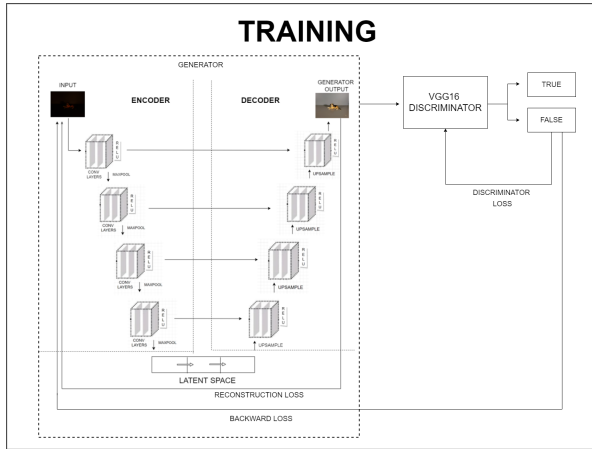 TRAINING
GENERATOR
INPUT
GENERATOR
OUTPUT
ENCODER
DECODER
VGG16
DISCRIMINATOR
TRUE
FALSE
DISCRIMINATOR
LOSS
RELU
CONV
LAYERS
MAXPOOL
RELU
UPSAMPLE
RELU
CONV
LAYERS
MAXPOOL
RELU
UPSAMPLE
RELU
CONV
LAYERS
MAXPOOL
RELU
UPSAMPLE
RELU
CONV
LAYERS
MAXPOOL
RELU
UPSAMPLE
LATENT SPACE
RECONSTRUCTION LOSS
BACKWARD LOSS